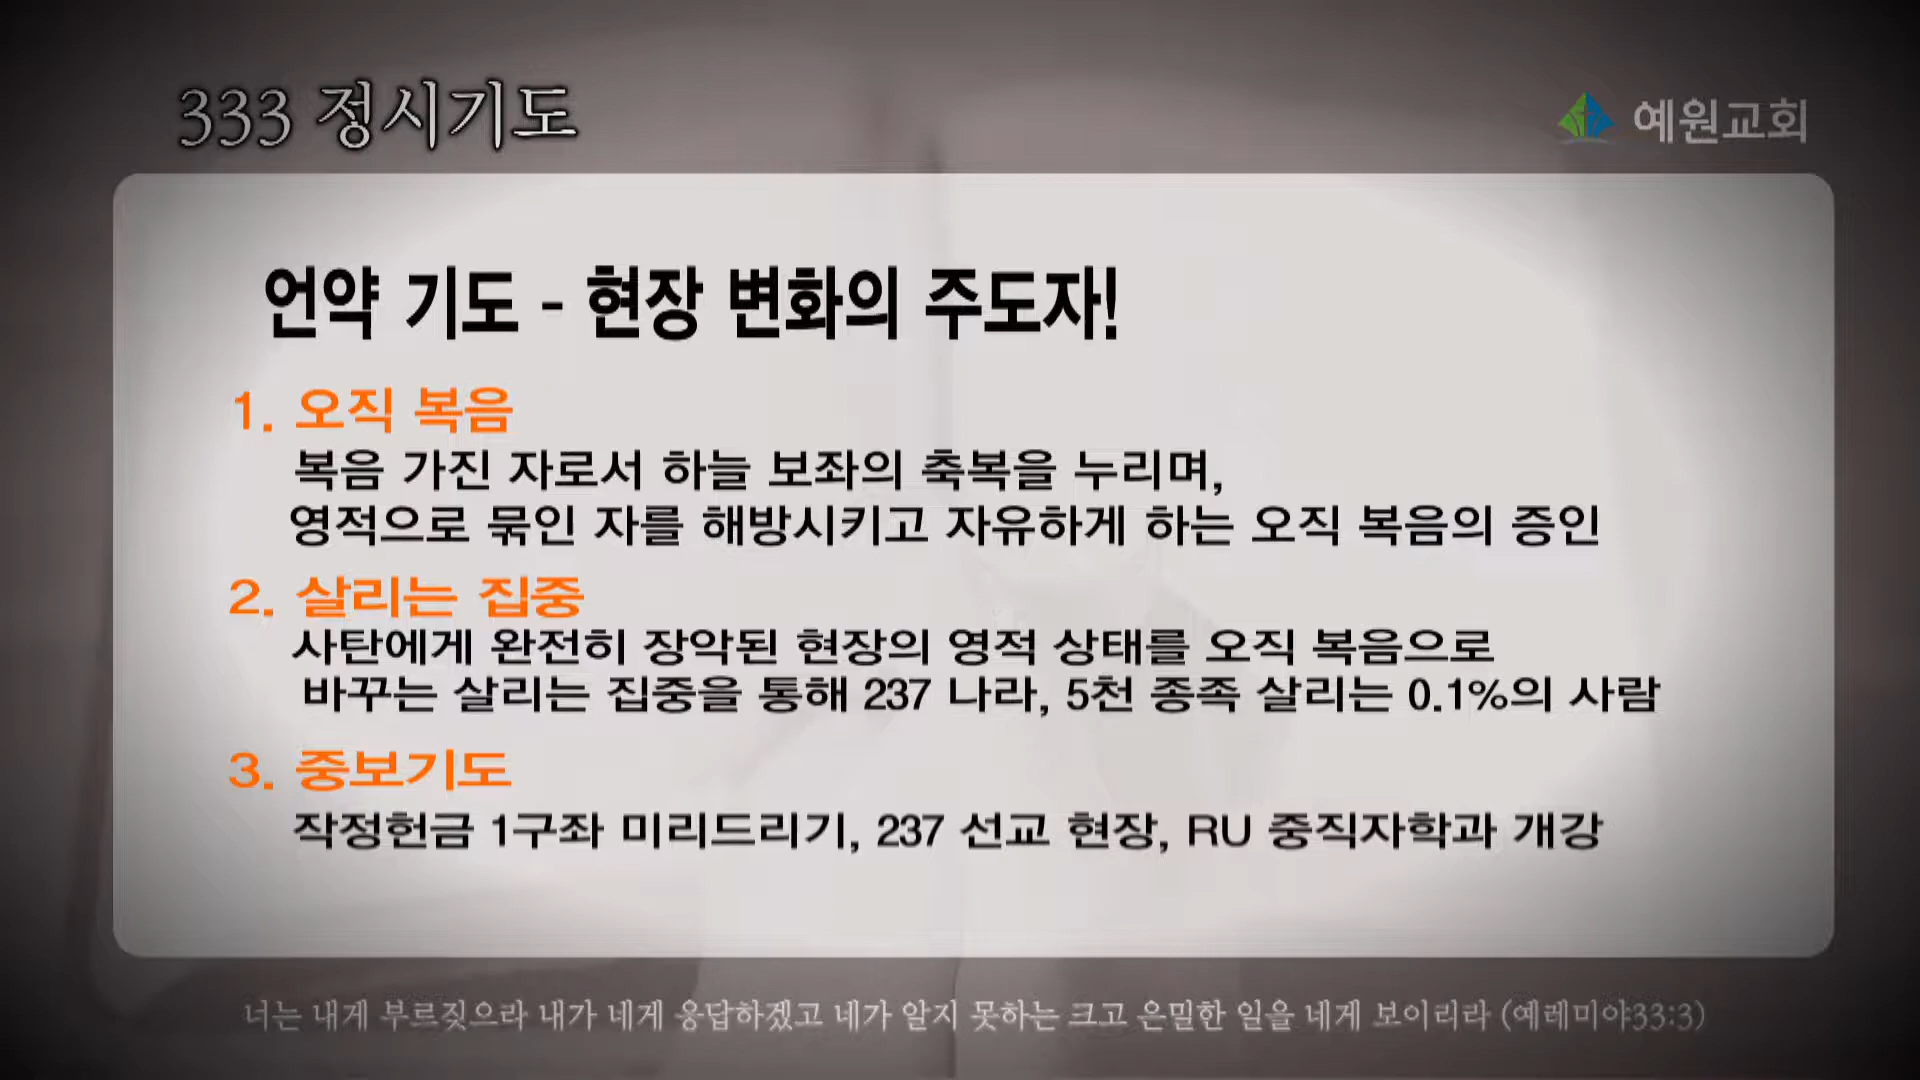 333 정시기도
예원교회
언약 기도 - 현장 변화의 주도자!
1. 오직 복음
복음 가진 자로서 하늘 보좌의 축복을 누리며,
영적으로 묶인 자를 해방시키고 자유하게 하는 오직 복음의 증인
2. 살리는 집중
사탄에게 완전히 장악된 현장의 영적 상태를 오직 복음으로
바꾸는 살리는 집중을 통해 237 나라, 5천 종족 살리는 0.1%의 사람
3. 중보기도
작정헌금 1구좌 미리드리기, 237 선교 현장, RU 중직자학과 개강
너는 내게 부르짖으라 내가 네게 응답하겠고 네가 알지 못하는 크고 은밀한 일을 네게 보이리라 (예레미야33:3)